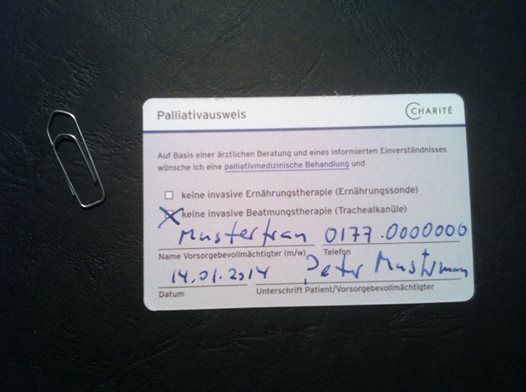 Palliativausweis
CHARITÉ
Auf Basis einer ärztlichen Beratung und eines informierten Einverständnisses
wünsche ich eine palliativmedizinische Behandlung und
keine invasive Ernährungstherapie (Ernährungssonde)
keine invasive Beatmungstherapie (Trachealkanüle)
Musterfrau 0177.0000000
Name Vorsorgebevollmächtigter (m/w) Telefon
14.01.2014 Peter Musterman
Datum Unterschrift Patient/Vorsorgebevollmächtigter